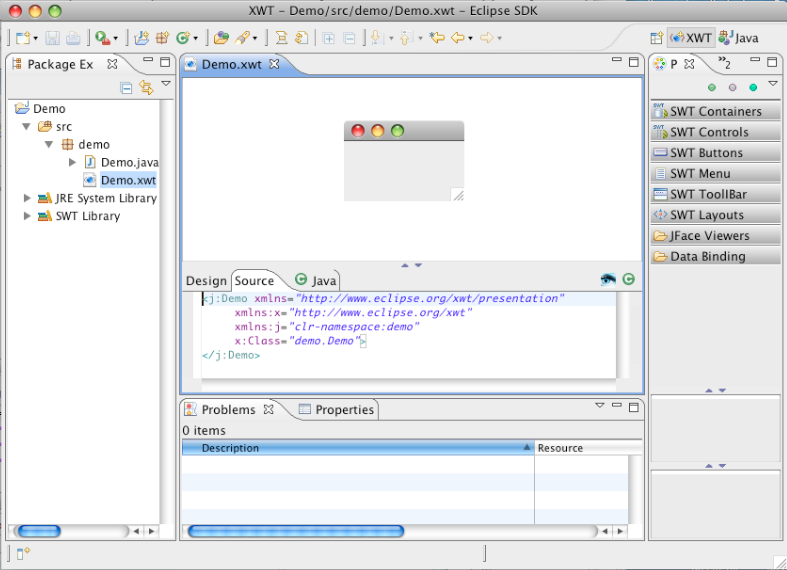 XWT – Demo/src/demo/Demo.xwt – Eclipse SDK
XWT
Java
Package Ex
Demo
src
demo
Demo.java
Demo.xwt
JRE System Library
SWT Library
Demo.xwt
Design
Source
Java
<j:Demo xmlns="http://www.eclipse.org/xwt/presentation"
xmlns:x="http://www.eclipse.org/xwt"
xmlns:j="clr-namespace:demo"
x:Class="demo.Demo">
</j:Demo>
Problems
Properties
0 items
Description
Resource
P
»2
SWT Containers
SWT Controls
SWT Buttons
SWT Menu
SWT ToollBar
SWT Layouts
JFace Viewers
Data Binding